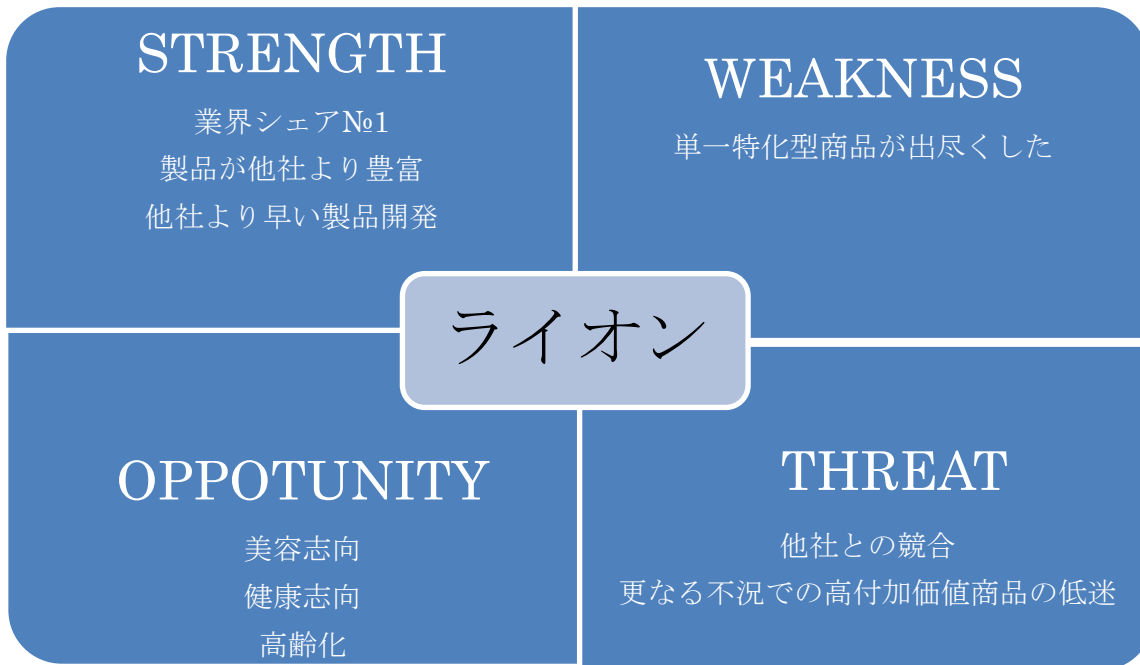 STRENGTH
業界シェア№1
製品が他社より豊富
他社より早い製品開発
WEAKNESS
単一特化型商品が出尽くした
ライオン
OPPOTUNITY
美容志向
健康志向
高齢化
THREAT
他社との競合
更なる不況での高付加価値商品の低迷